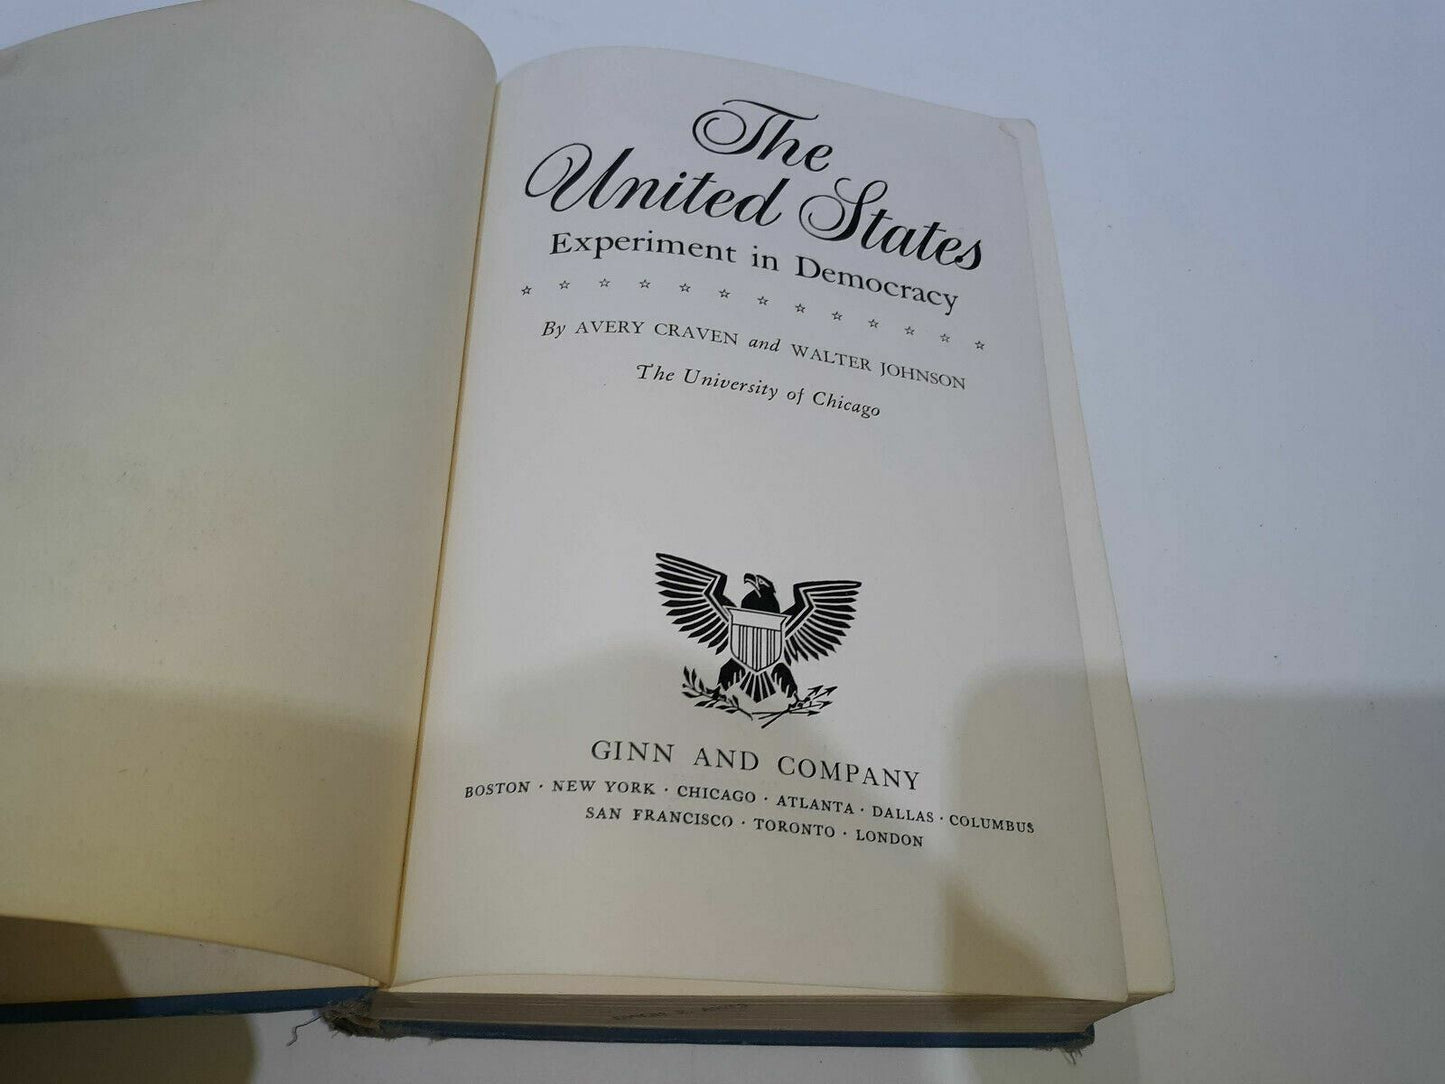 The
United States
Experiment in Democracy
By AVERY CRAVEN and WALTER JOHNSON
The University of Chicago
GINN AND COMPANY
BOSTON · NEW YORK · CHICAGO · ATLANTA · DALLAS · COLUMBUS
SAN FRANCISCO · TORONTO · LONDON